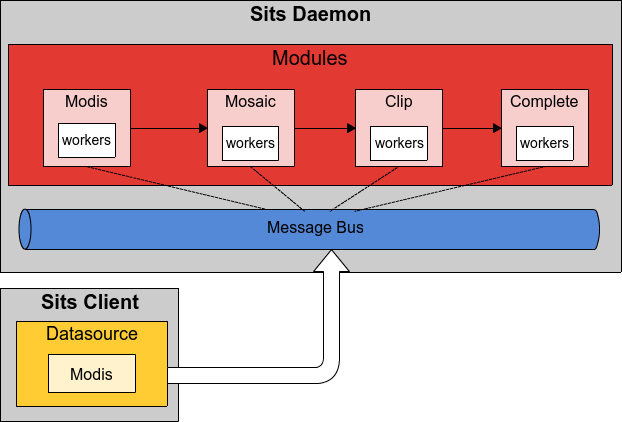 Sits Daemon
Modules
Modis
Mosaic
Clip
Complete
workers
workers
workers
workers
Message Bus
Sits Client
Datasource
Modis